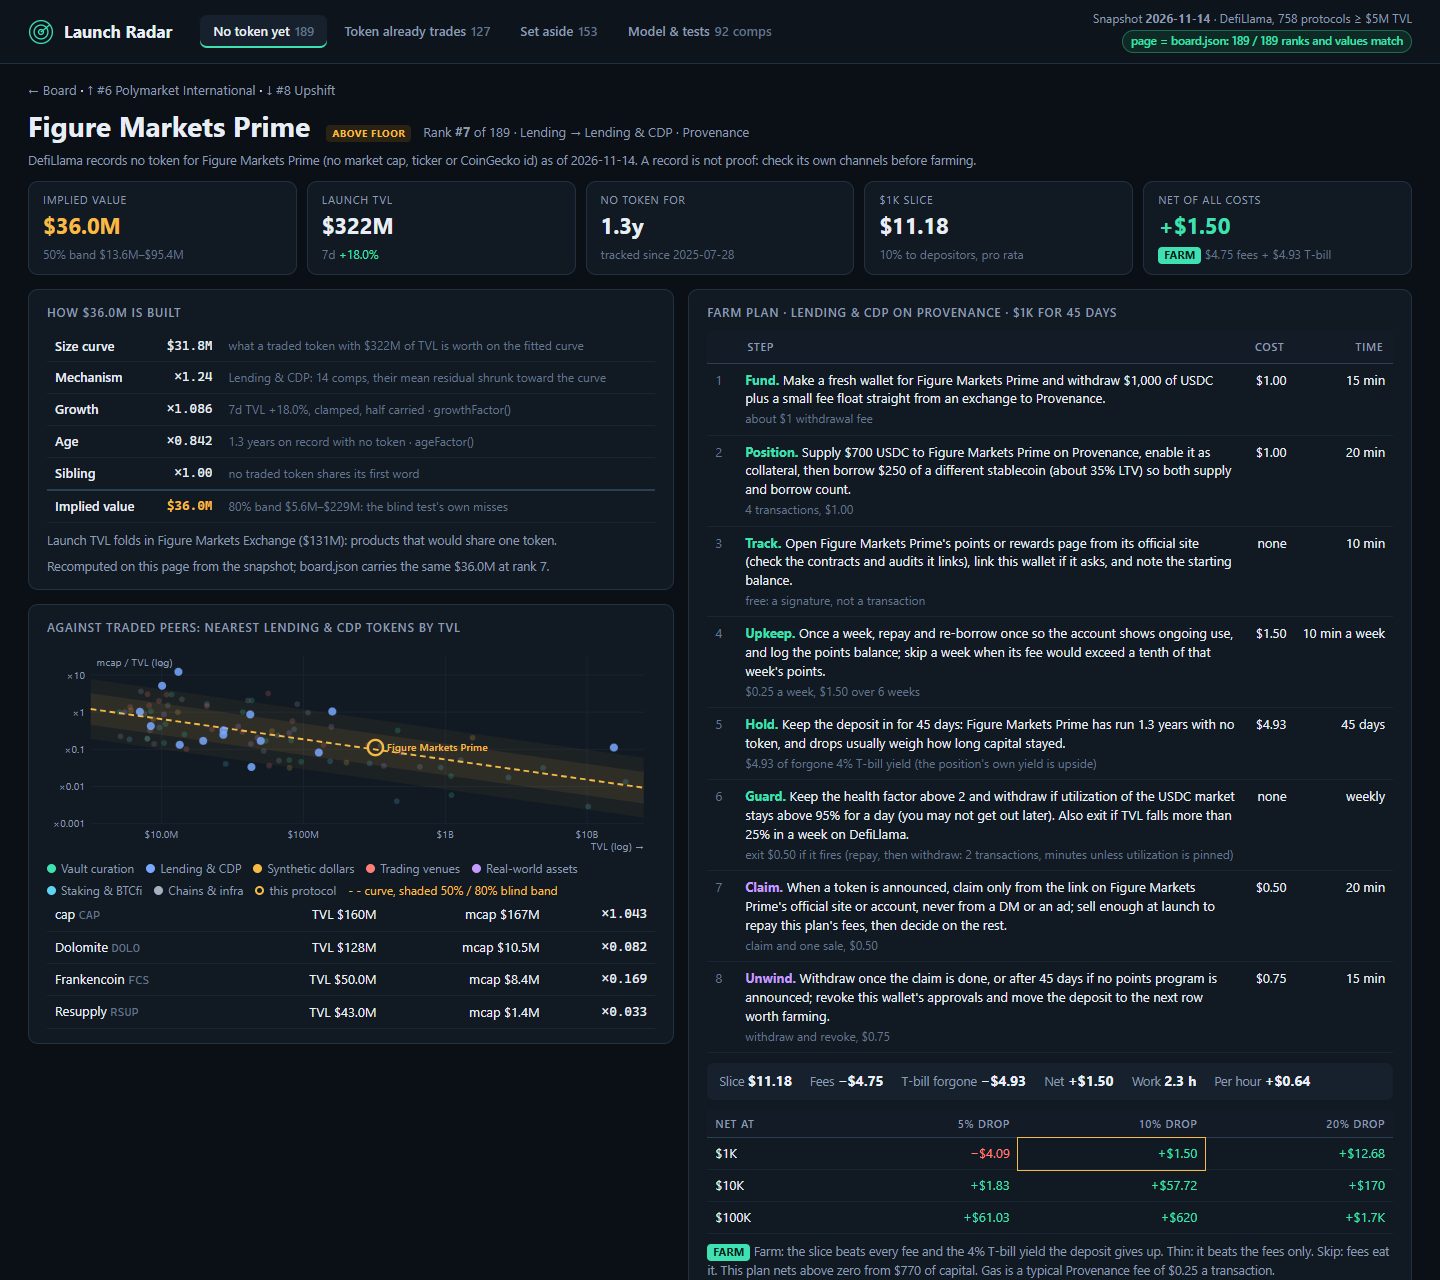 Launch Radar
No token yet 189
Token already trades 127
Set aside 153
Model & tests 92 comps
Snapshot 2026-11-14 · DefiLlama, 758 protocols ≥ $5M TVL
page = board.json: 189 / 189 ranks and values match
← Board · ↑ #6 Polymarket International · ↓ #8 Upshift
Figure Markets Prime ABOVE FLOOR Rank #7 of 189 · Lending → Lending & CDP · Provenance
DefiLlama records no token for Figure Markets Prime (no market cap, ticker or CoinGecko id) as of 2026-11-14. A record is not proof: check its own channels before farming.
IMPLIED VALUE
$36.0M
50% band $13.6M–$95.4M
LAUNCH TVL
$322M
7d +18.0%
NO TOKEN FOR
1.3y
tracked since 2025-07-28
$1K SLICE
$11.18
10% to depositors, pro rata
NET OF ALL COSTS
+$1.50
FARM $4.75 fees + $4.93 T-bill
HOW $36.0M IS BUILT
Size curve $31.8M what a traded token with $322M of TVL is worth on the fitted curve
Mechanism ×1.24 Lending & CDP: 14 comps, their mean residual shrunk toward the curve
Growth ×1.086 7d TVL +18.0%, clamped, half carried · growthFactor()
Age ×0.842 1.3 years on record with no token · ageFactor()
Sibling ×1.00 no traded token shares its first word
Implied value $36.0M 80% band $5.6M–$229M: the blind test's own misses
Launch TVL folds in Figure Markets Exchange ($131M): products that would share one token.
Recomputed on this page from the snapshot; board.json carries the same $36.0M at rank 7.
AGAINST TRADED PEERS: NEAREST LENDING & CDP TOKENS BY TVL
mcap / TVL (log)
×10
×1
×0.1
×0.01
×0.001
Figure Markets Prime
$10.0M $100M $1B $10B
TVL (log) →
Vault curation Lending & CDP Synthetic dollars Trading venues Real-world assets
Staking & BTCfi Chains & infra this protocol - - curve, shaded 50% / 80% blind band
cap CAP TVL $160M mcap $167M ×1.043
Dolomite DOLO TVL $128M mcap $10.5M ×0.082
Frankencoin FCS TVL $50.0M mcap $8.4M ×0.169
Resupply RSUP TVL $43.0M mcap $1.4M ×0.033
FARM PLAN · LENDING & CDP ON PROVENANCE · $1K FOR 45 DAYS
STEP COST TIME
1 Fund. Make a fresh wallet for Figure Markets Prime and withdraw $1,000 of USDC $1.00 15 min
plus a small fee float straight from an exchange to Provenance.
about $1 withdrawal fee
2 Position. Supply $700 USDC to Figure Markets Prime on Provenance, enable it as $1.00 20 min
collateral, then borrow $250 of a different stablecoin (about 35% LTV) so both supply
and borrow count.
4 transactions, $1.00
3 Track. Open Figure Markets Prime's points or rewards page from its official site none 10 min
(check the contracts and audits it links), link this wallet if it asks, and note the starting
balance.
free: a signature, not a transaction
4 Upkeep. Once a week, repay and re-borrow once so the account shows ongoing use, $1.50 10 min a week
and log the points balance; skip a week when its fee would exceed a tenth of that
week's points.
$0.25 a week, $1.50 over 6 weeks
5 Hold. Keep the deposit in for 45 days: Figure Markets Prime has run 1.3 years with no $4.93 45 days
token, and drops usually weigh how long capital stayed.
$4.93 of forgone 4% T-bill yield (the position's own yield is upside)
6 Guard. Keep the health factor above 2 and withdraw if utilization of the USDC market none weekly
stays above 95% for a day (you may not get out later). Also exit if TVL falls more than
25% in a week on DefiLlama.
exit $0.50 if it fires (repay, then withdraw: 2 transactions, minutes unless utilization is pinned)
7 Claim. When a token is announced, claim only from the link on Figure Markets $0.50 20 min
Prime's official site or account, never from a DM or an ad; sell enough at launch to
repay this plan's fees, then decide on the rest.
claim and one sale, $0.50
8 Unwind. Withdraw once the claim is done, or after 45 days if no points program is $0.75 15 min
announced; revoke this wallet's approvals and move the deposit to the next row
worth farming.
withdraw and revoke, $0.75
Slice $11.18 Fees −$4.75 T-bill forgone −$4.93 Net +$1.50 Work 2.3 h Per hour +$0.64
NET AT 5% DROP 10% DROP 20% DROP
$1K −$4.09 +$1.50 +$12.68
$10K +$1.83 +$57.72 +$170
$100K +$61.03 +$620 +$1.7K
FARM Farm: the slice beats every fee and the 4% T-bill yield the deposit gives up. Thin: it beats the fees only. Skip: fees eat
it. This plan nets above zero from $770 of capital. Gas is a typical Provenance fee of $0.25 a transaction.